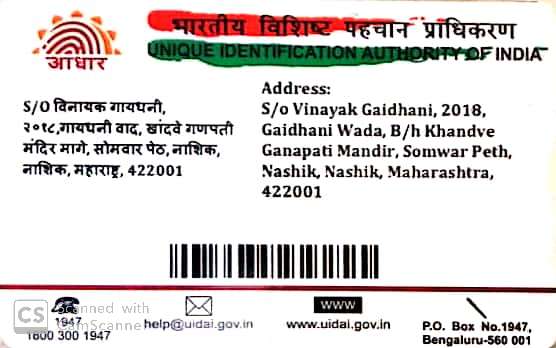 भारतीय विशिष्ट पहचान प्राधिकरण
UNIQUE IDENTIFICATION AUTHORITY OF INDIA
आधार
S/O विनायक गायधनी,
२०१८,गायधनी वाद, खांदवे गणपती
मंदिर मागे, सोमवार पेठ, नाशिक,
नाशिक, महाराष्ट्र, 422001
Address:
S/o Vinayak Gaidhani, 2018,
Gaidhani Wada, B/h Khandve
Ganapati Mandir, Somwar Peth,
Nashik, Nashik, Maharashtra,
422001
CS Scanned with
CamScanner
1947
1800 300 1947
help@uidai.gov.in
www
www.uidai.gov.in
P.O. Box No.1947,
Bengaluru-560 001